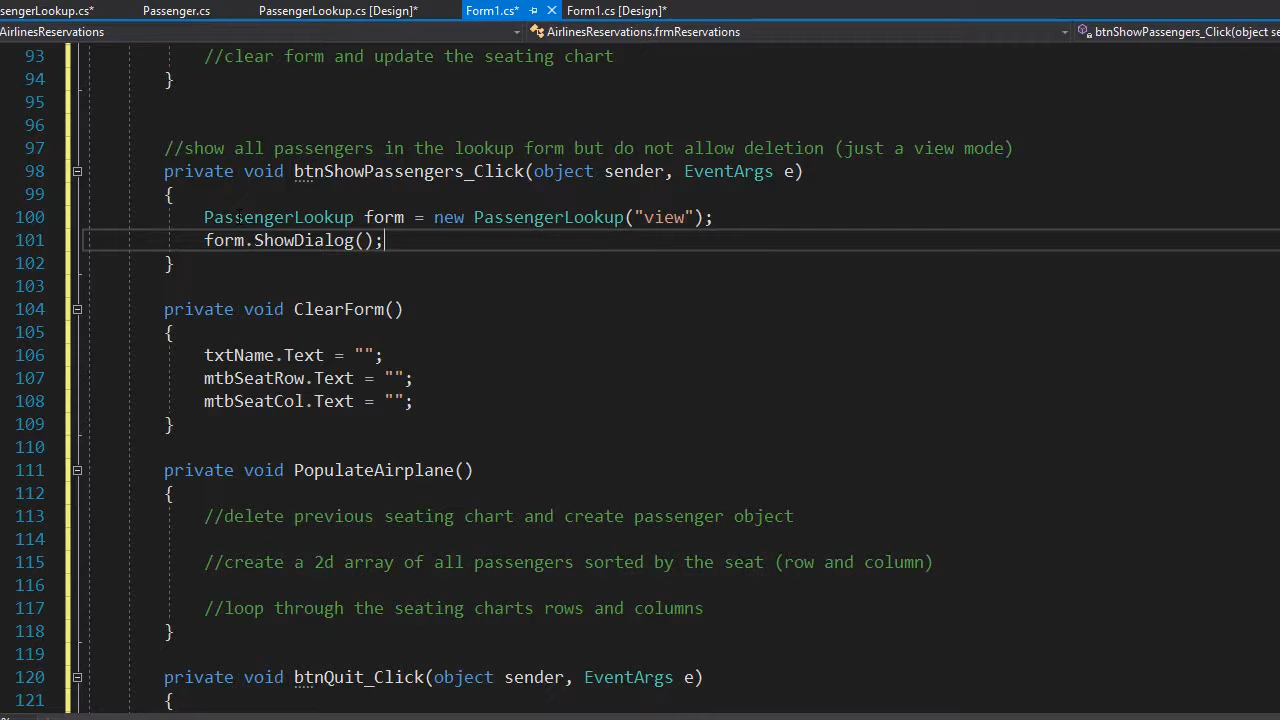 sengerLookup.cs* Passenger.cs PassengerLookup.cs [Design]* Form1.cs* Form1.cs [Design]*
AirlinesReservations AirlinesReservations.frmReservations btnShowPassengers_Click(object se
93 //clear form and update the seating chart
94 }
95
96
97 //show all passengers in the lookup form but do not allow deletion (just a view mode)
98 private void btnShowPassengers_Click(object sender, EventArgs e)
99 {
100 PassengerLookup form = new PassengerLookup("view");
101 form.ShowDialog();
102 }
103
104 private void ClearForm()
105 {
106 txtName.Text = "";
107 mtbSeatRow.Text = "";
108 mtbSeatCol.Text = "";
109 }
110
111 private void PopulateAirplane()
112 {
113 //delete previous seating chart and create passenger object
114
115 //create a 2d array of all passengers sorted by the seat (row and column)
116
117 //loop through the seating charts rows and columns
118 }
119
120 private void btnQuit_Click(object sender, EventArgs e)
121 {
%